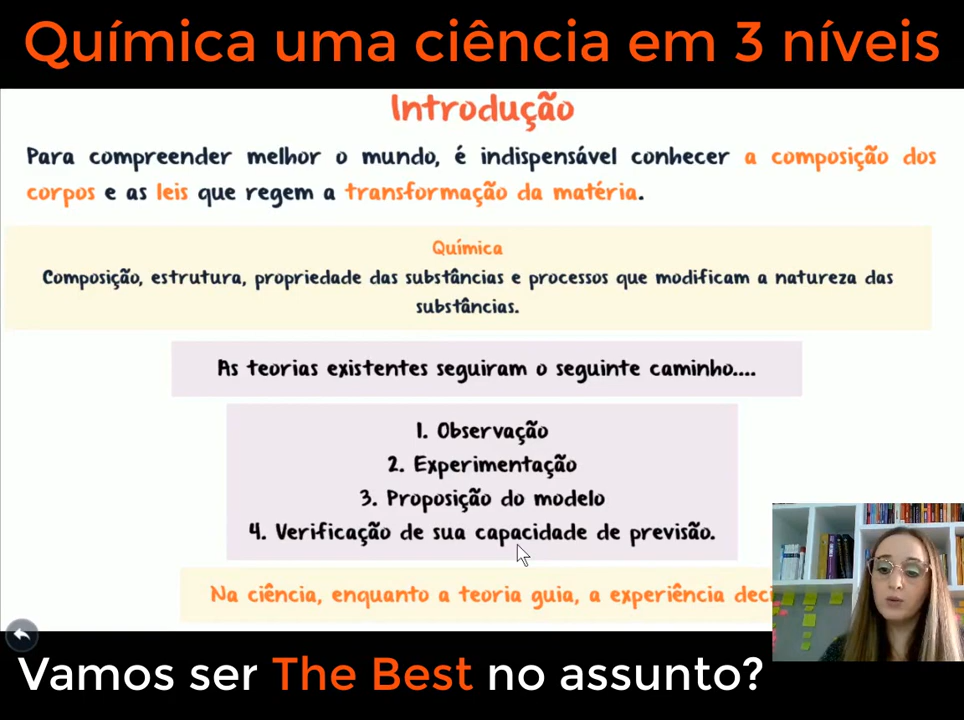 Química uma ciência em 3 níveis
Introdução
Para compreender melhor o mundo, é indispensável conhecer a composição dos
corpos e as leis que regem a transformação da matéria.
Química
Composição, estrutura, propriedade das substâncias e processos que modificam a natureza das
substâncias.
As teorias existentes seguiram o seguinte caminho....
1. Observação
2. Experimentação
3. Proposição do modelo
4. Verificação de sua capacidade de previsão.
Na ciência, enquanto a teoria guia, a experiência
Vamos ser The Best no assunto?